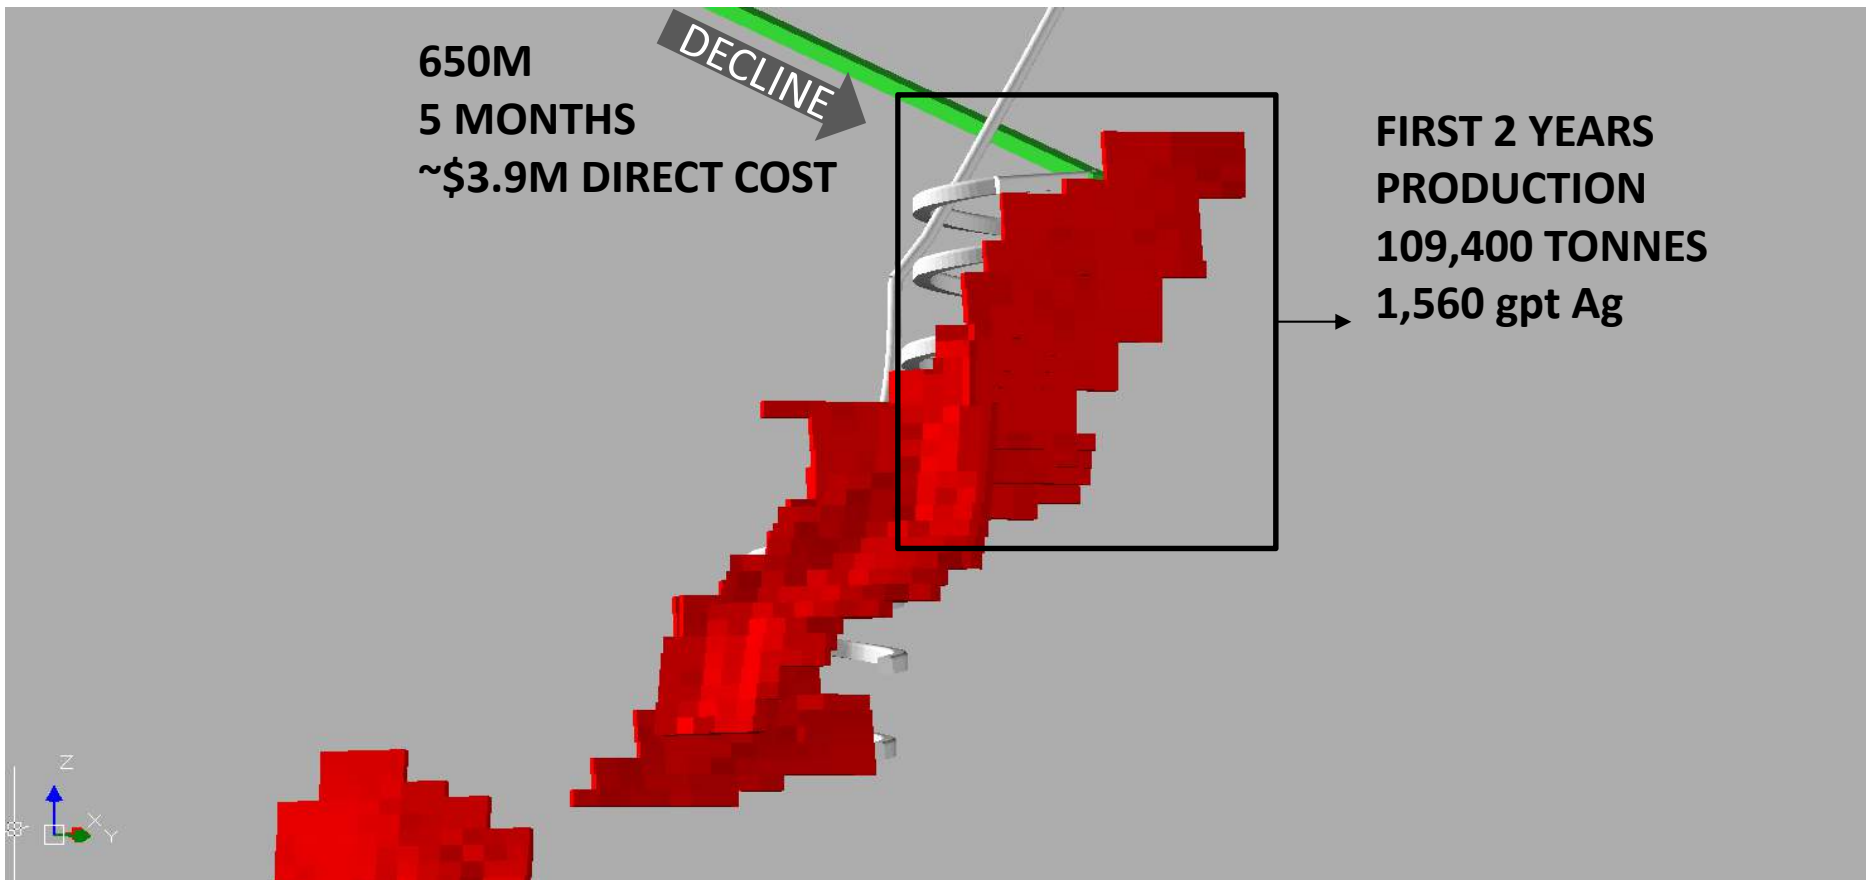 650M
5 MONTHS
~$3.9M DIRECT COST
DECLINE
FIRST 2 YEARS
PRODUCTION
109,400 TONNES
1,560 gpt Ag
Z
X
Y